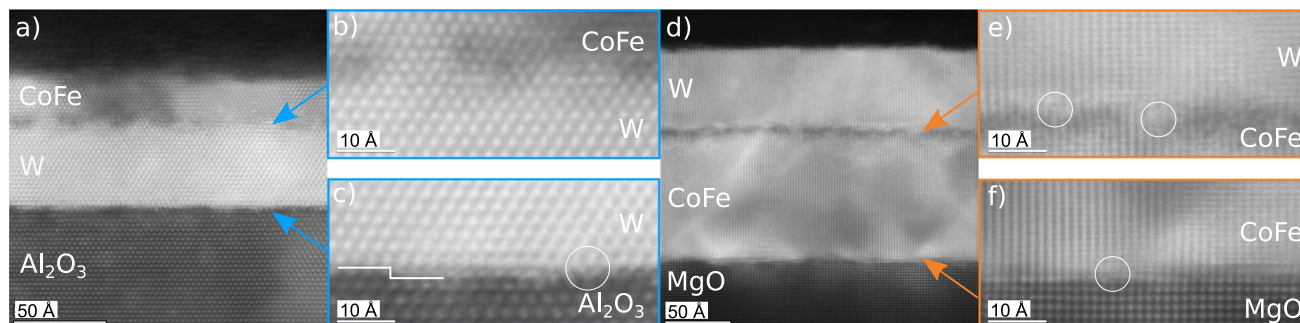 a)
CoFe
W
Al₂O₃
50 Å
b)
CoFe
W
10 Å
c)
W
Al₂O₃
10 Å
d)
W
CoFe
MgO
50 Å
e)
W
CoFe
10 Å
f)
CoFe
MgO
10 Å